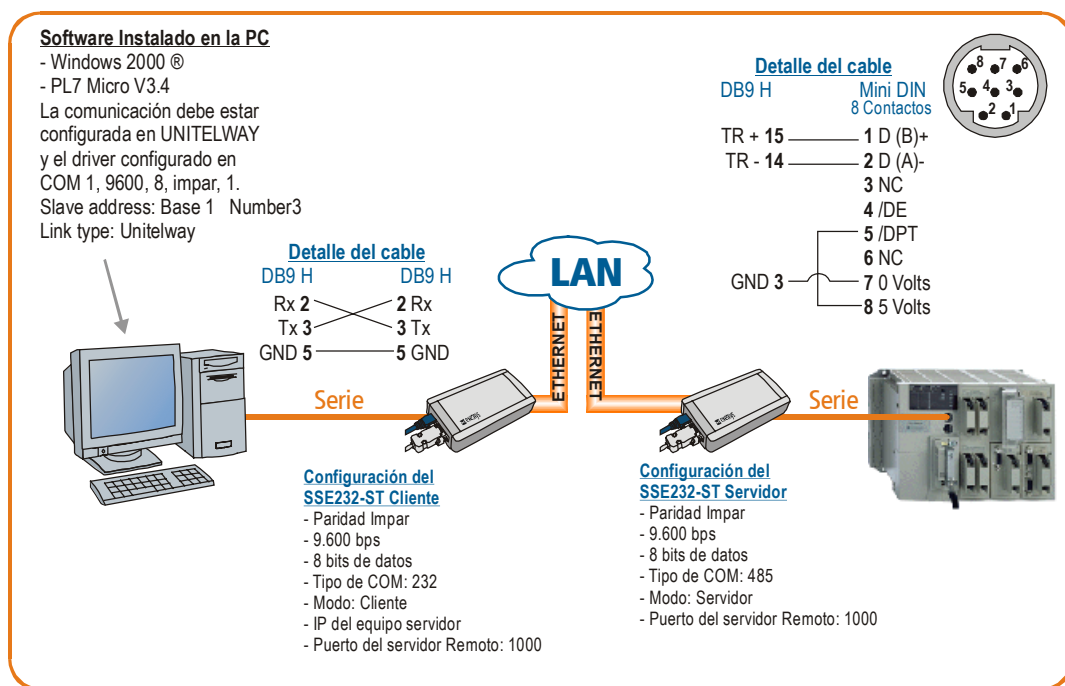 Software Instalado en la PC
- Windows 2000 ®
- PL7 Micro V3.4
La comunicación debe estar
configurada en UNITELWAY
y el driver configurado en
COM 1, 9600, 8, impar, 1.
Slave address: Base 1 Number3
Link type: Unitelway
Detalle del cable
DB9 H Mini DIN
8 Contactos
TR + 15 1 D (B)+
TR - 14 2 D (A)-
3 NC
4 /DE
5 /DPT
6 NC
GND 3 7 0 Volts
8 5 Volts
8 7 6
5 4 3
2 1
Detalle del cable
DB9 H DB9 H
Rx 2 2 Rx
Tx 3 3 Tx
GND 5 5 GND
LAN
ETHERNET
ETHERNET
Serie
Serie
EXEMYS
EXEMYS
Configuración del
SSE232-ST Cliente
- Paridad Impar
- 9.600 bps
- 8 bits de datos
- Tipo de COM: 232
- Modo: Cliente
- IP del equipo servidor
- Puerto del servidor Remoto: 1000
Configuración del
SSE232-ST Servidor
- Paridad Impar
- 9.600 bps
- 8 bits de datos
- Tipo de COM: 485
- Modo: Servidor
- Puerto del servidor Remoto: 1000